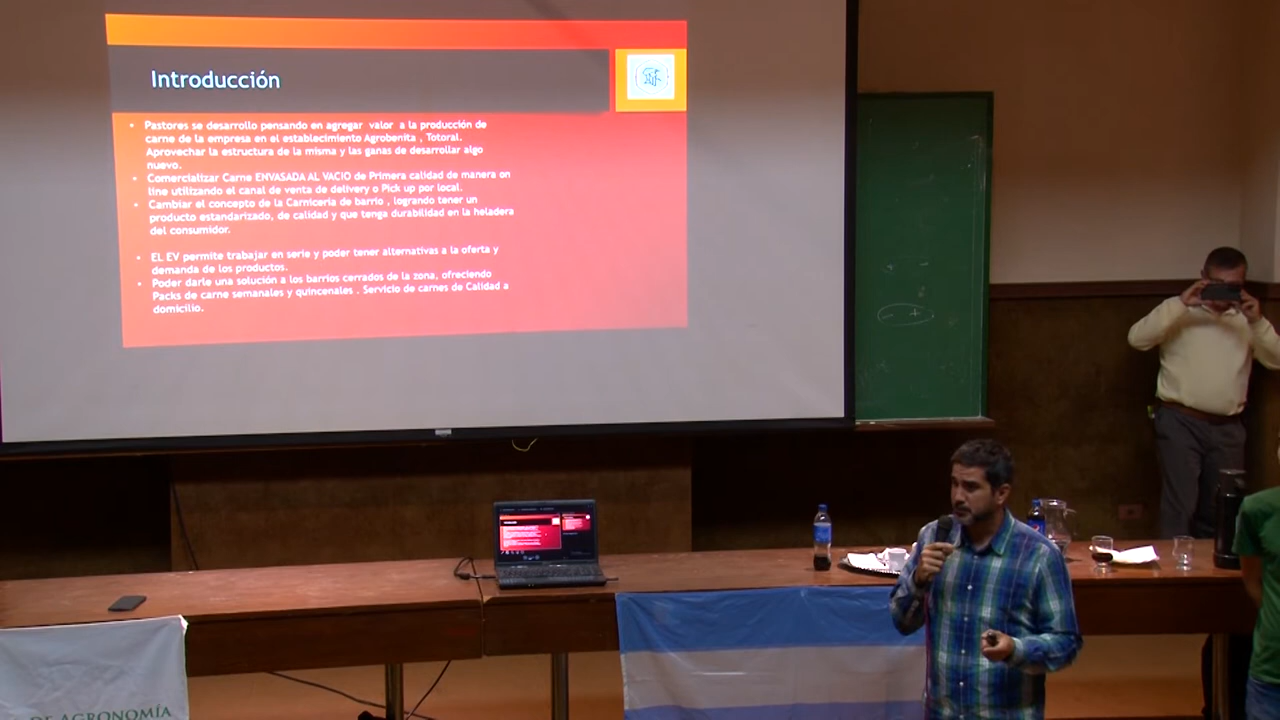 Introducción
• Pastores se desarrollo pensando en agregar valor a la producción de
carne de la empresa en el establecimiento Agrobenita , Totoral.
Aprovechar la estructura de la misma y las ganas de desarrollar algo
nuevo.
• Comercializar Carne ENVASADA AL VACIO de Primera calidad de manera on
line utilizando el canal de venta de delivery o Pick up por local.
• Cambiar el concepto de la Carniceria de barrio , logrando tener un
producto estandarizado, de calidad y que tenga durabilidad en la heladera
del consumidor.
• EL EV permite trabajar en serie y poder tener alternativas a la oferta y
demanda de los productos.
• Poder darle una solución a los barrios cerrados de la zona, ofreciendo
Packs de carne semanales y quincenales . Servicio de carnes de Calidad a
domicilio.
DE AGRONOMÍA